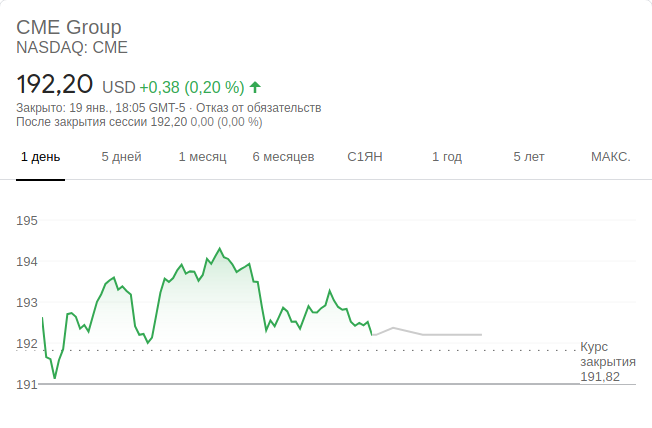 CME Group
NASDAQ: CME
192,20 USD +0,38 (0,20 %)
Закрыто: 19 янв., 18:05 GMT-5 · Отказ от обязательств
После закрытия сессии 192,20 0,00 (0,00 %)
1 день 5 дней 1 месяц 6 месяцев С1ЯН 1 год 5 лет МАКС.
195
194
193
192
Курс
закрытия
191,82
191